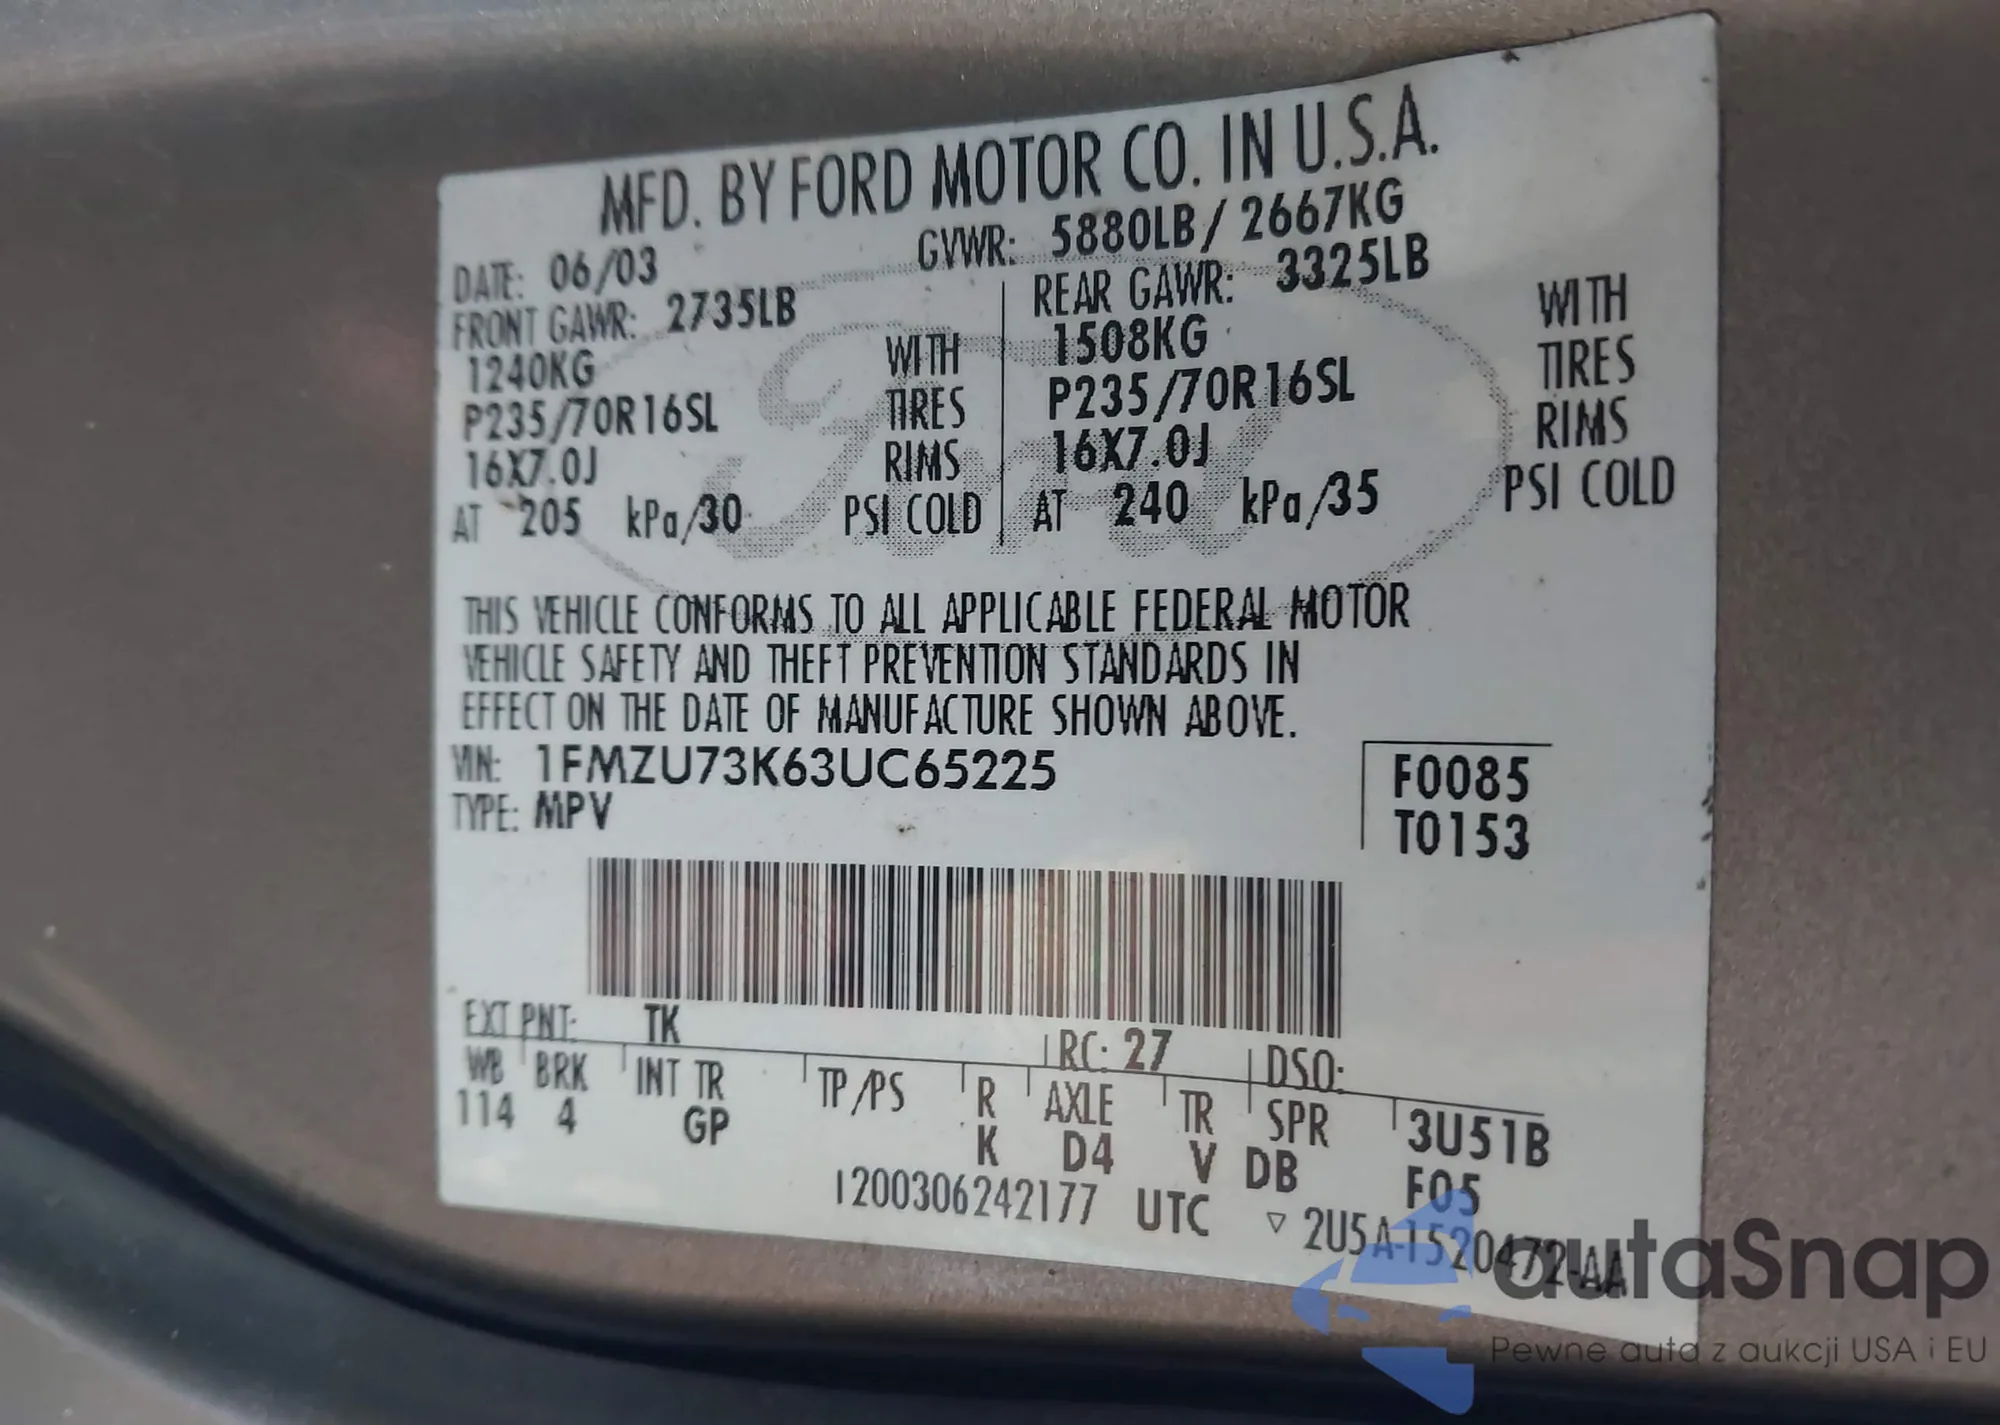 MFD. BY FORD MOTOR CO. IN U.S.A.
DATE: 06/03 GVWR: 5880LB/2667KG
FRONT GAWR: 2735LB REAR GAWR: 3325LB
1240KG WITH 1508KG WITH
P235/70R16SL TIRES P235/70R16SL TIRES
16X7.0J RIMS 16X7.0J RIMS
AT 205 kPa/30 PSI COLD AT 240 kPa/35 PSI COLD
THIS VEHICLE CONFORMS TO ALL APPLICABLE FEDERAL MOTOR
VEHICLE SAFETY AND THEFT PREVENTION STANDARDS IN
EFFECT ON THE DATE OF MANUFACTURE SHOWN ABOVE.
VIN: 1FMZU73K63UC65225 F0085
TYPE: MPV T0153
EXT PNT: TK RC: 27 DSO:
WB BRK INT TR TP/PS R AXLE TR SPR 3U51B
114 4 GP K D4 V DB F05
I200306242177 UTC ▽ 2U5A-1520472-AA
Ford
autaSnap
Pewne auta z aukcji USA i EU